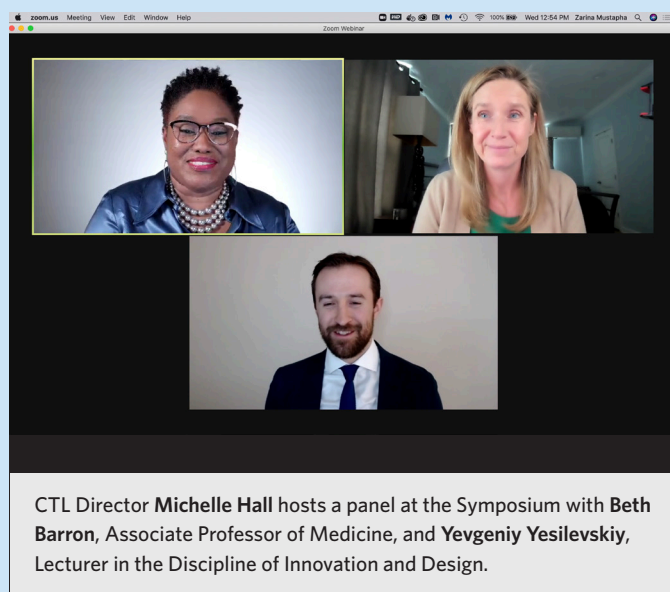 zoom.us Meeting View Edit Window Help 100% Wed 12:54 PM Zarina Mustapha
Zoom Webinar
CTL Director Michelle Hall hosts a panel at the Symposium with Beth
Barron, Associate Professor of Medicine, and Yevgeniy Yesilevskiy,
Lecturer in the Discipline of Innovation and Design.